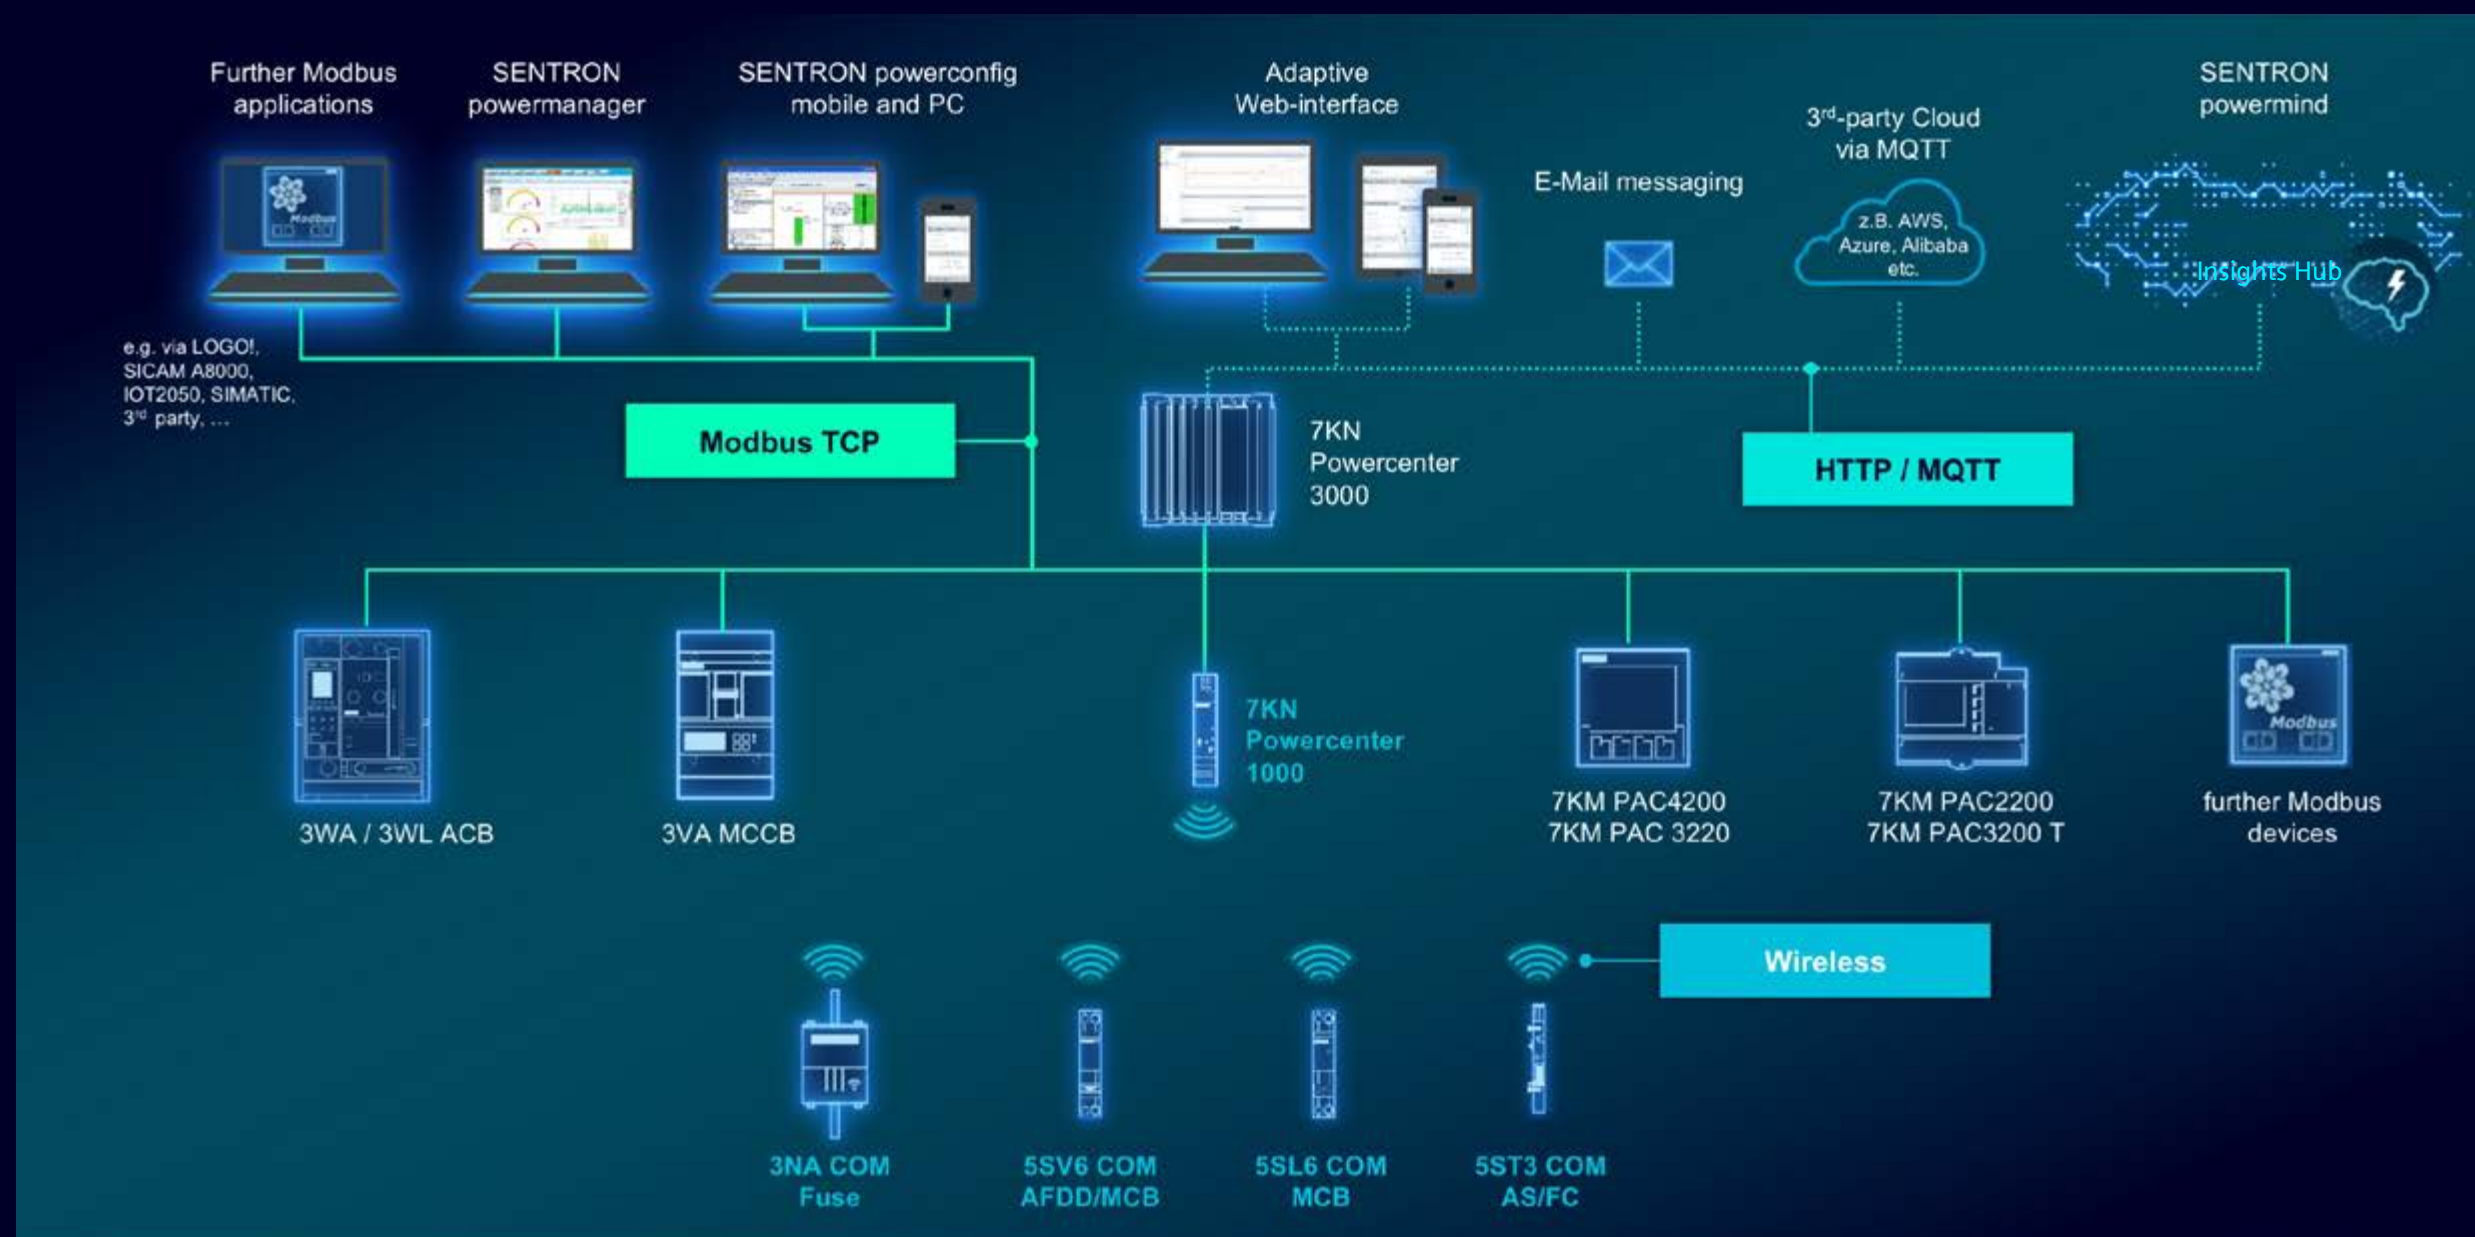 Further Modbus
applications
SENTRON
powermanager
SENTRON powerconfig
mobile and PC
Adaptive
Web-interface
E-Mail messaging
3rd-party Cloud
via MQTT
z.B. AWS,
Azure, Alibaba
etc.
SENTRON
powermind
Insights Hub
Modbus
e.g. via LOGO!,
SICAM A8000,
IOT2050, SIMATIC,
3rd party, ...
Modbus TCP
7KN
Powercenter
3000
HTTP / MQTT
3WA / 3WL ACB
3VA MCCB
7KN
Powercenter
1000
7KM PAC4200
7KM PAC 3220
7KM PAC2200
7KM PAC3200 T
Modbus
further Modbus
devices
Wireless
3NA COM
Fuse
5SV6 COM
AFDD/MCB
5SL6 COM
MCB
5ST3 COM
AS/FC